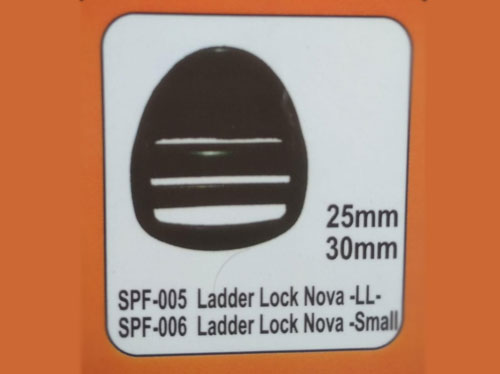 25mm
30mm
SPF-005 Ladder Lock Nova -LL-
SPF-006 Ladder Lock Nova -Small